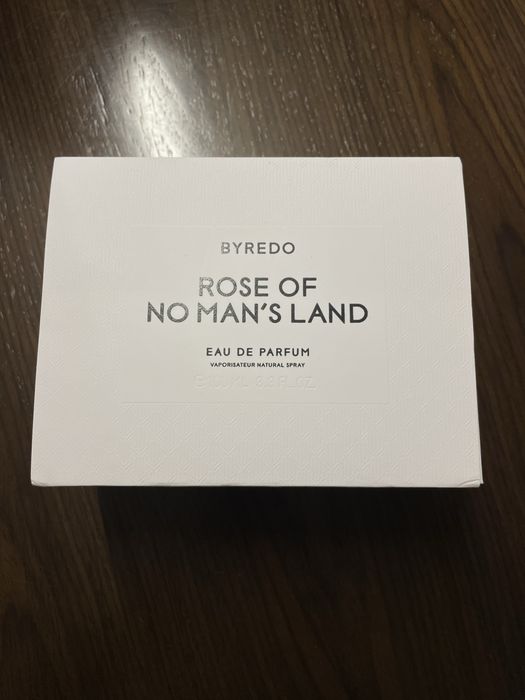 BYREDO
ROSE OF
NO MAN'S LAND
EAU DE PARFUM
VAPORISATEUR NATURAL SPRAY